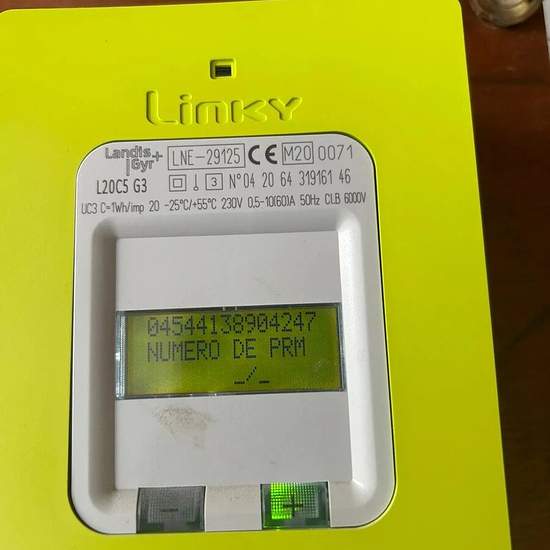 Linky
Landis+
Gyr+
LNE-29125 CE M20 0071
L20C5 G3
3 N°04 20 64 319161 46
UC3 C=1Wh/imp 20 -25°C/+55°C 230V 0,5-10(60)A 50Hz Cl.B 6000V
04544138904247
NUMERO DE PRM
_/_
-
+